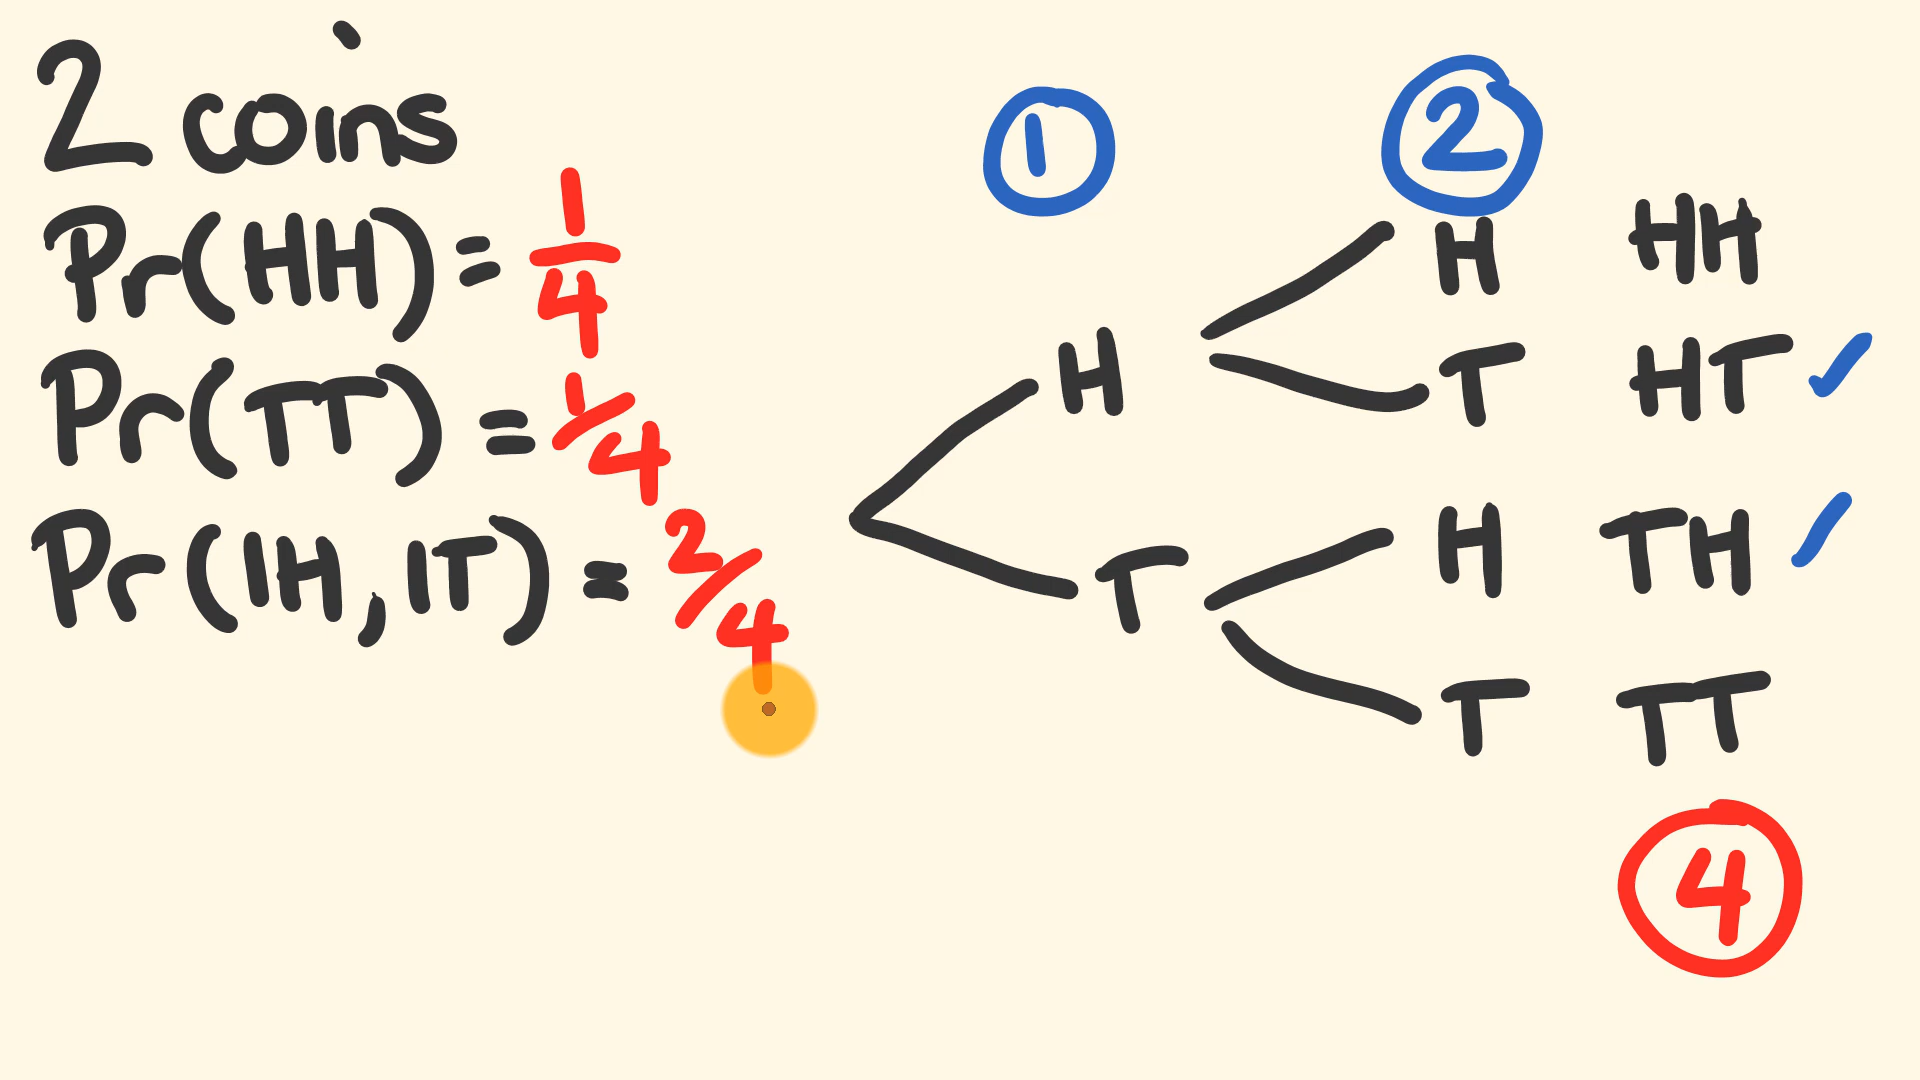 2 coins
Pr(HH) = 1/4
Pr(TT) = 1/4
Pr(1H, 1T) = 2/4
1
2
H
T
H
T
H
T
HH
HT ✓
TH ✓
TT
4